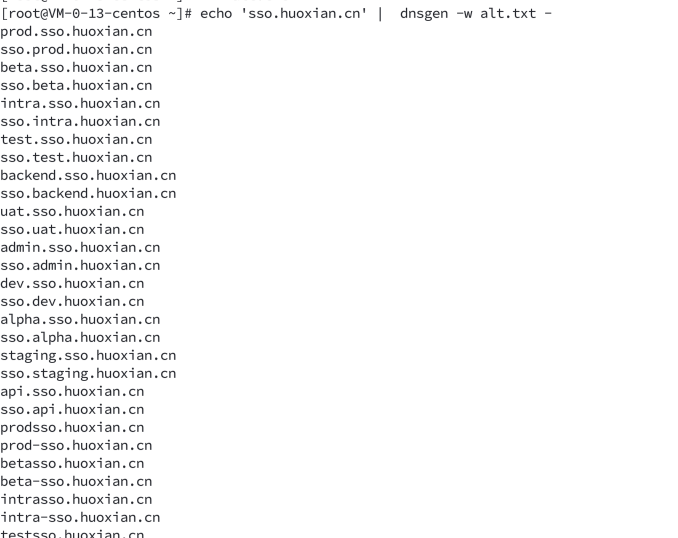 [root@VM-0-13-centos ~]# echo 'sso.huoxian.cn' |  dnsgen -w alt.txt -
prod.sso.huoxian.cn
sso.prod.huoxian.cn
beta.sso.huoxian.cn
sso.beta.huoxian.cn
intra.sso.huoxian.cn
sso.intra.huoxian.cn
test.sso.huoxian.cn
sso.test.huoxian.cn
backend.sso.huoxian.cn
sso.backend.huoxian.cn
uat.sso.huoxian.cn
sso.uat.huoxian.cn
admin.sso.huoxian.cn
sso.admin.huoxian.cn
dev.sso.huoxian.cn
sso.dev.huoxian.cn
alpha.sso.huoxian.cn
sso.alpha.huoxian.cn
staging.sso.huoxian.cn
sso.staging.huoxian.cn
api.sso.huoxian.cn
sso.api.huoxian.cn
prodsso.huoxian.cn
prod-sso.huoxian.cn
betasso.huoxian.cn
beta-sso.huoxian.cn
intrasso.huoxian.cn
intra-sso.huoxian.cn
testsso.huoxian.cn